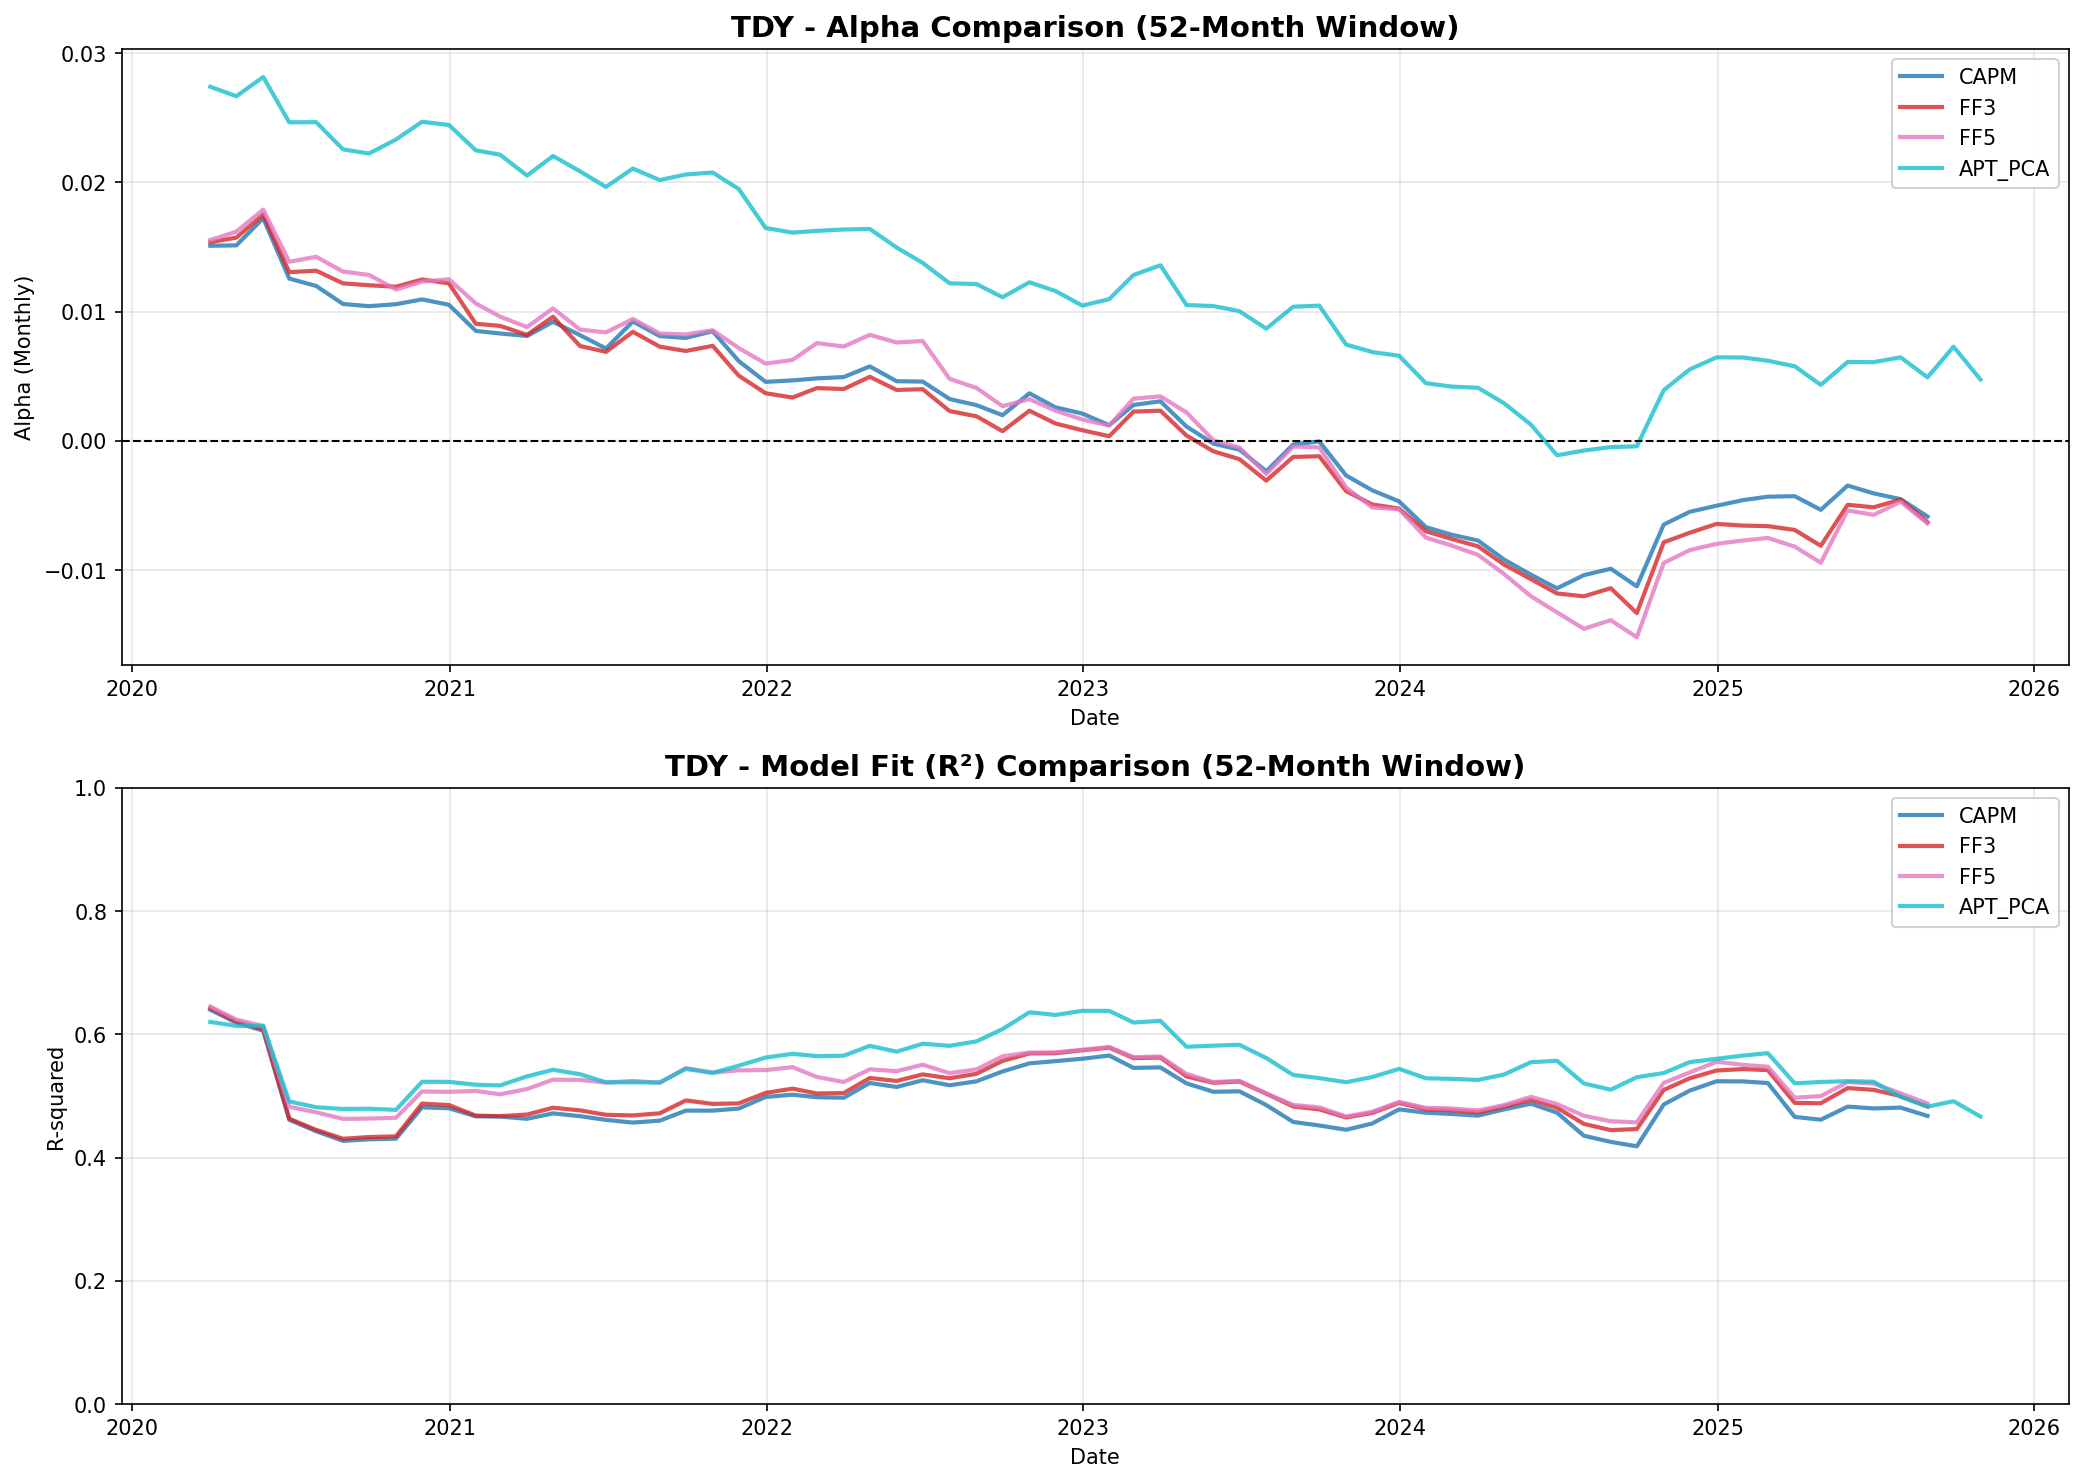 TDY - Alpha Comparison (52-Month Window)
0.03
0.02
0.01
0.00
−0.01
Alpha (Monthly)
CAPM
FF3
FF5
APT_PCA
2020 2021 2022 2023 2024 2025 2026
Date
TDY - Model Fit (R²) Comparison (52-Month Window)
1.0
0.8
0.6
0.4
0.2
0.0
R-squared
CAPM
FF3
FF5
APT_PCA
2020 2021 2022 2023 2024 2025 2026
Date